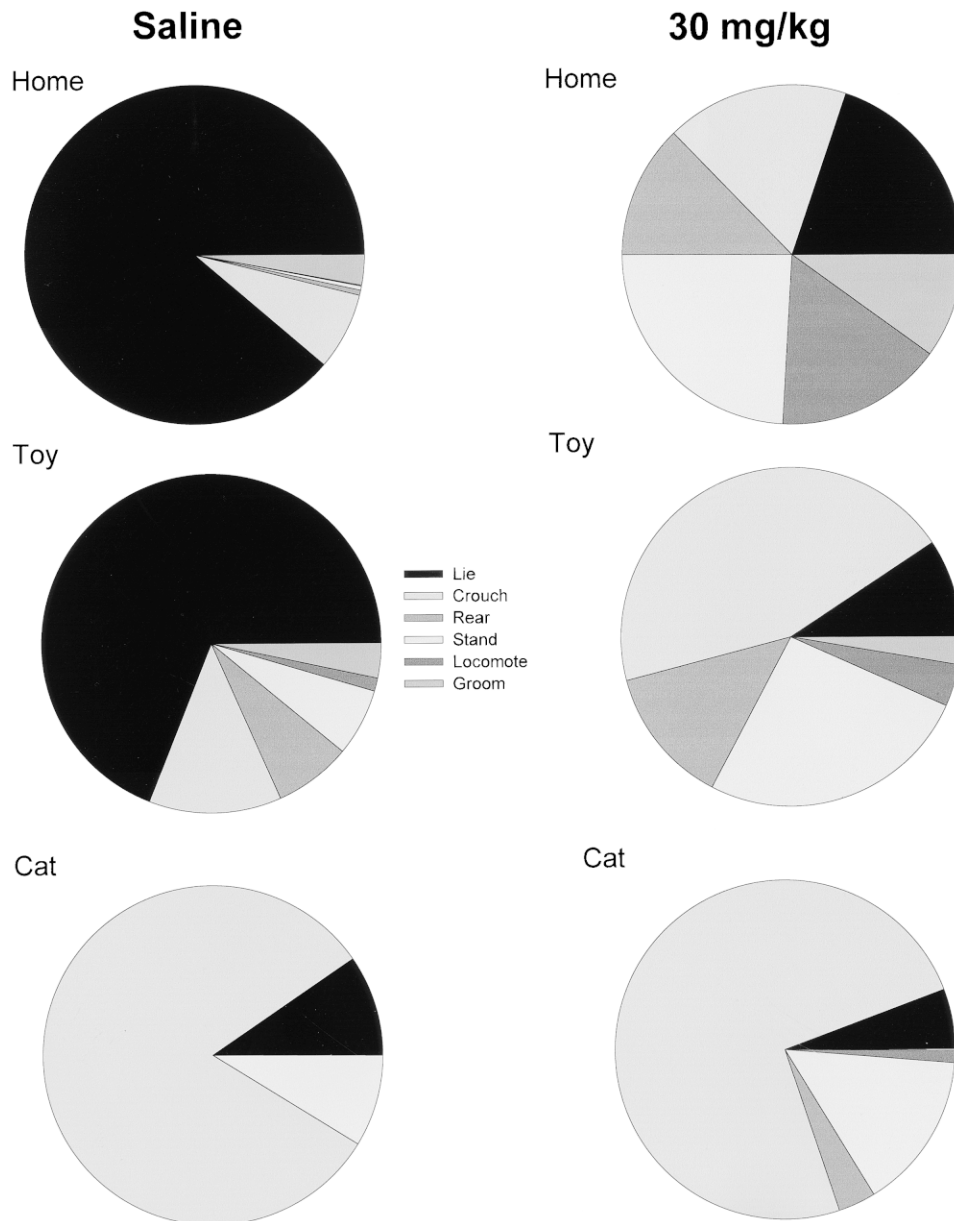 Saline
30 mg/kg
Home
Home
Toy
Toy
Lie
Crouch
Rear
Stand
Locomote
Groom
Cat
Cat